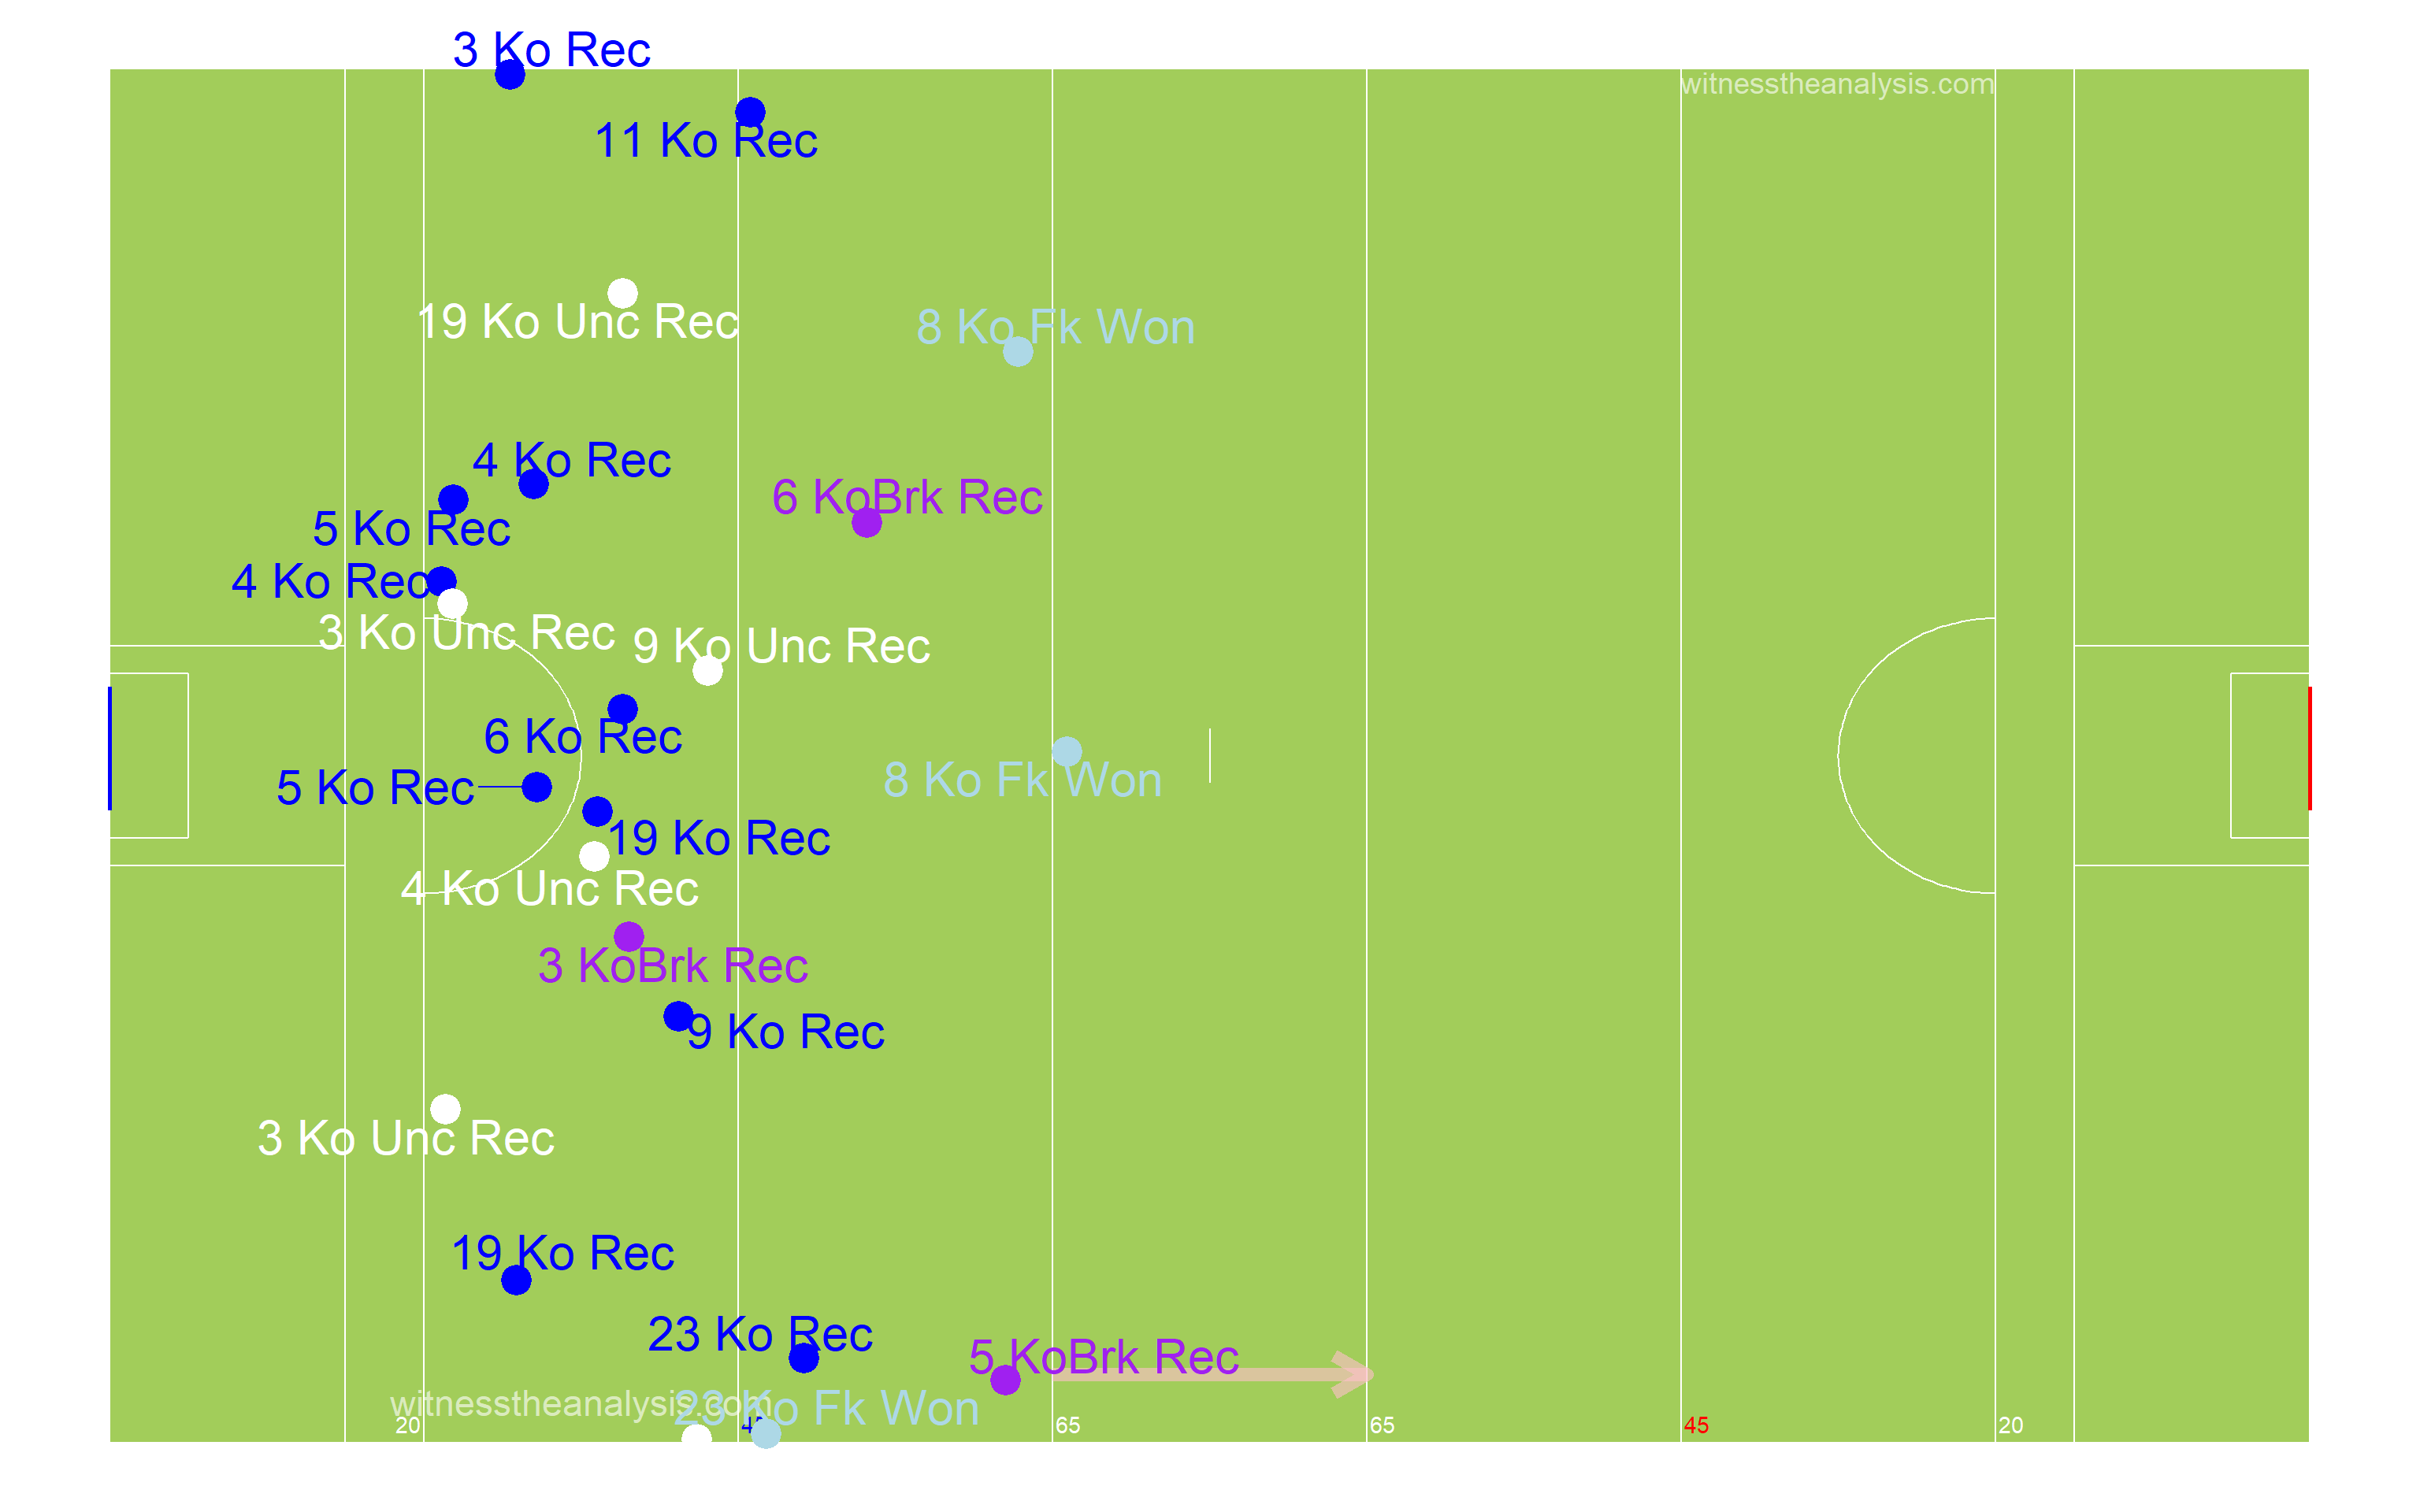 3 Ko Rec
witnesstheanalysis.com
11 Ko Rec
19 Ko Unc Rec
8 Ko Fk Won
4 Ko Rec
6 KoBrk Rec
5 Ko Rec
4 Ko Rec
3 Ko Unc Rec
9 Ko Unc Rec
6 Ko Rec
8 Ko Fk Won
5 Ko Rec
19 Ko Rec
4 Ko Unc Rec
3 KoBrk Rec
9 Ko Rec
3 Ko Unc Rec
19 Ko Rec
23 Ko Rec
5 KoBrk Rec
witnesstheanalysis.com
23 Ko Fk Won
20
65
65
45
20